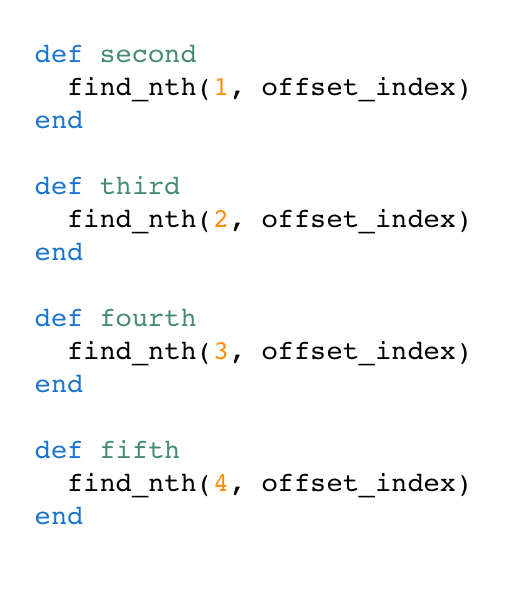 def second
  find_nth(1, offset_index)
end

def third
  find_nth(2, offset_index)
end

def fourth
  find_nth(3, offset_index)
end

def fifth
  find_nth(4, offset_index)
end